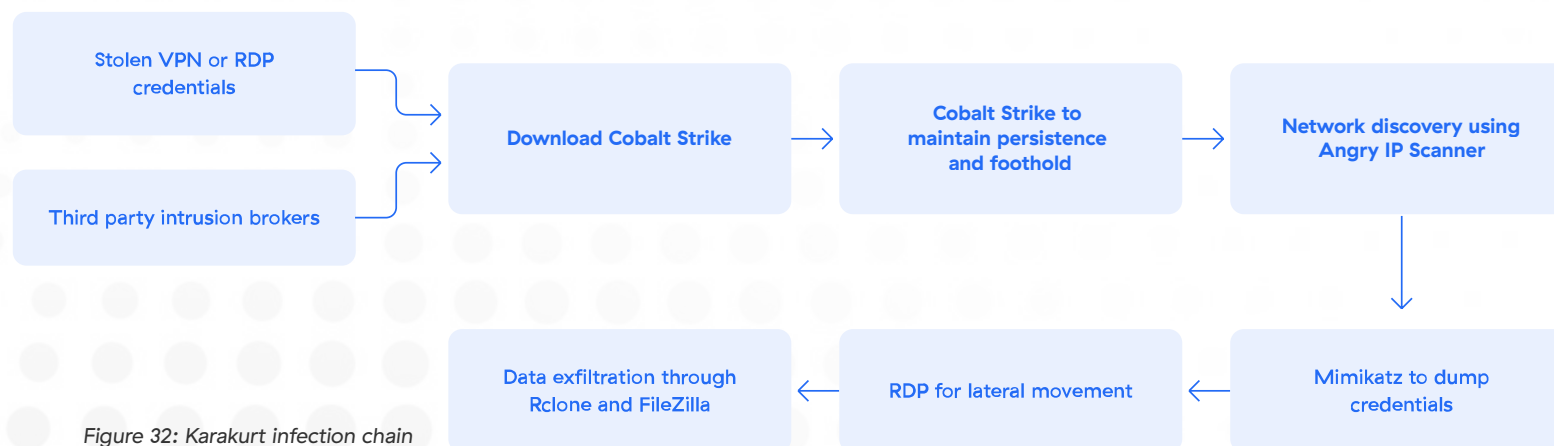 Stolen VPN or RDP
credentials
Third party intrusion brokers
Download Cobalt Strike
Cobalt Strike to
maintain persistence
and foothold
Network discovery using
Angry IP Scanner
Mimikatz to dump
credentials
RDP for lateral movement
Data exfiltration through
Rclone and FileZilla
Figure 32: Karakurt infection chain